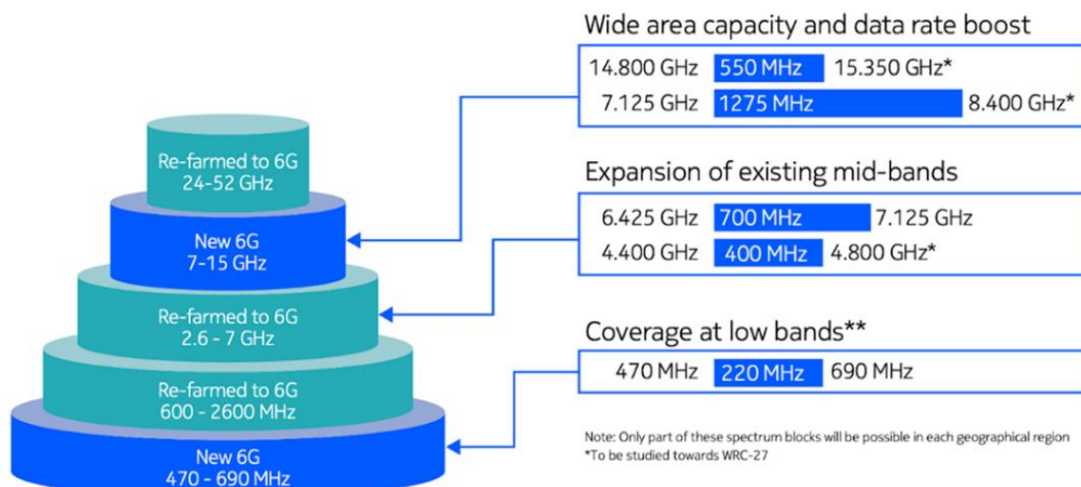 Re-farmed to 6G
24-52 GHz
New 6G
7-15 GHz
Re-farmed to 6G
2.6 - 7 GHz
Re-farmed to 6G
600 - 2600 MHz
New 6G
470 - 690 MHz
Wide area capacity and data rate boost
14.800 GHz 550 MHz 15.350 GHz*
7.125 GHz 1275 MHz 8.400 GHz*
Expansion of existing mid-bands
6.425 GHz 700 MHz 7.125 GHz
4.400 GHz 400 MHz 4.800 GHz*
Coverage at low bands**
470 MHz 220 MHz 690 MHz
Note: Only part of these spectrum blocks will be possible in each geographical region
*To be studied towards WRC-27